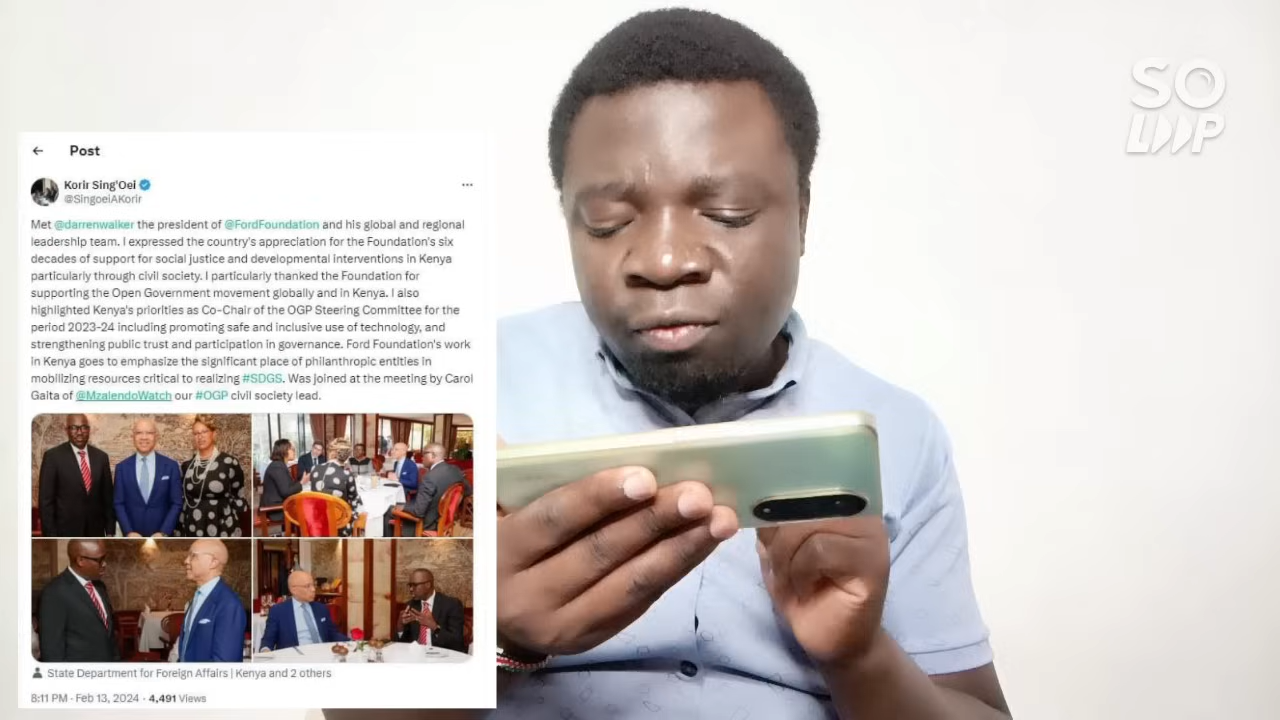 SO
LOOP
Post
Korir Sing'Oei
@SingoeiAKorir
Met @darrenwalker the president of @FordFoundation and his global and regional
leadership team. I expressed the country's appreciation for the Foundation's six
decades of support for social justice and developmental interventions in Kenya
particularly through civil society. I particularly thanked the Foundation for
supporting the Open Government movement globally and in Kenya. I also
highlighted Kenya's priorities as Co-Chair of the OGP Steering Committee for the
period 2023-24 including promoting safe and inclusive use of technology, and
strengthening public trust and participation in governance. Ford Foundation's work
in Kenya goes to emphasize the significant place of philanthropic entities in
mobilizing resources critical to realizing #SDGS. Was joined at the meeting by Carol
Gaita of @MzalendoWatch our #OGP civil society lead.
State Department for Foreign Affairs | Kenya and 2 others
8:11 PM · Feb 13, 2024 · 4,491 Views